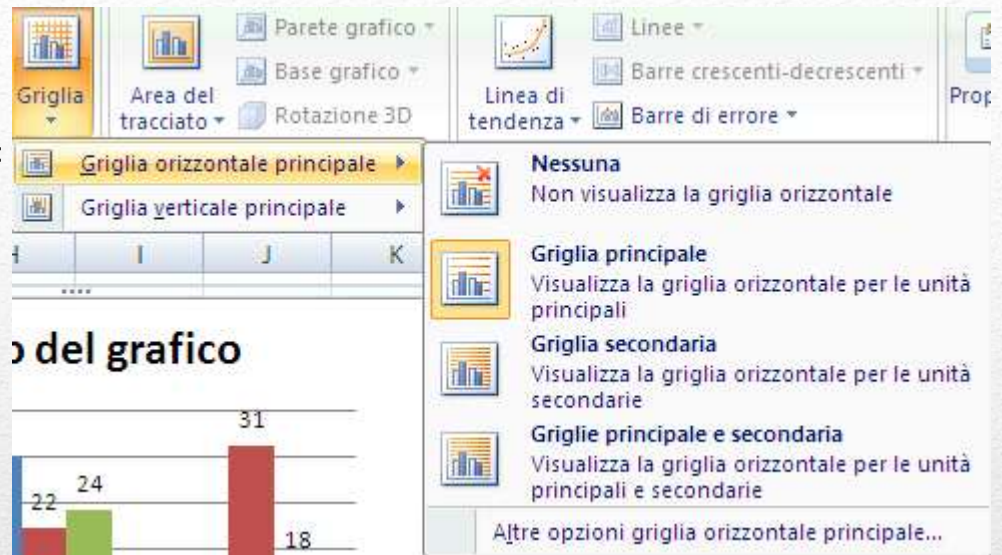 Griglia
Area del
tracciato
Parete grafico
Base grafico
Rotazione 3D
Linea di
tendenza
Linee
Barre crescenti-decrescenti
Barre di errore
Prop
Griglia orizzontale principale
Griglia verticale principale
Nessuna
Non visualizza la griglia orizzontale
Griglia principale
Visualizza la griglia orizzontale per le unità
principali
Griglia secondaria
Visualizza la griglia orizzontale per le unità
secondarie
Griglie principale e secondaria
Visualizza la griglia orizzontale per le unità
principali e secondarie
Altre opzioni griglia orizzontale principale...
H I J K
o del grafico
31
24
22
18